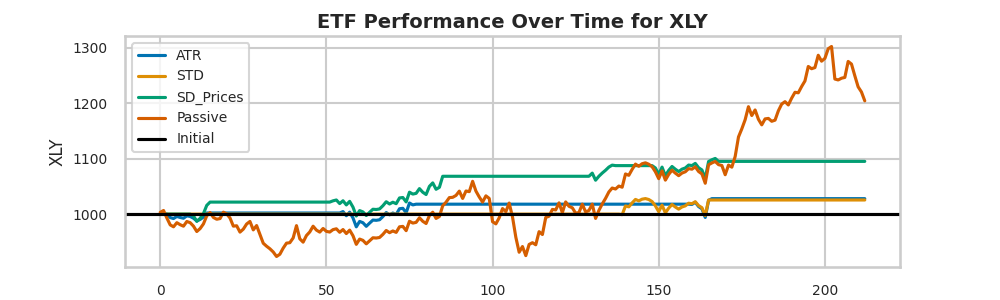 ETF Performance Over Time for XLY
XLY
1300
1200
1100
1000
ATR
STD
SD_Prices
Passive
Initial
0
50
100
150
200